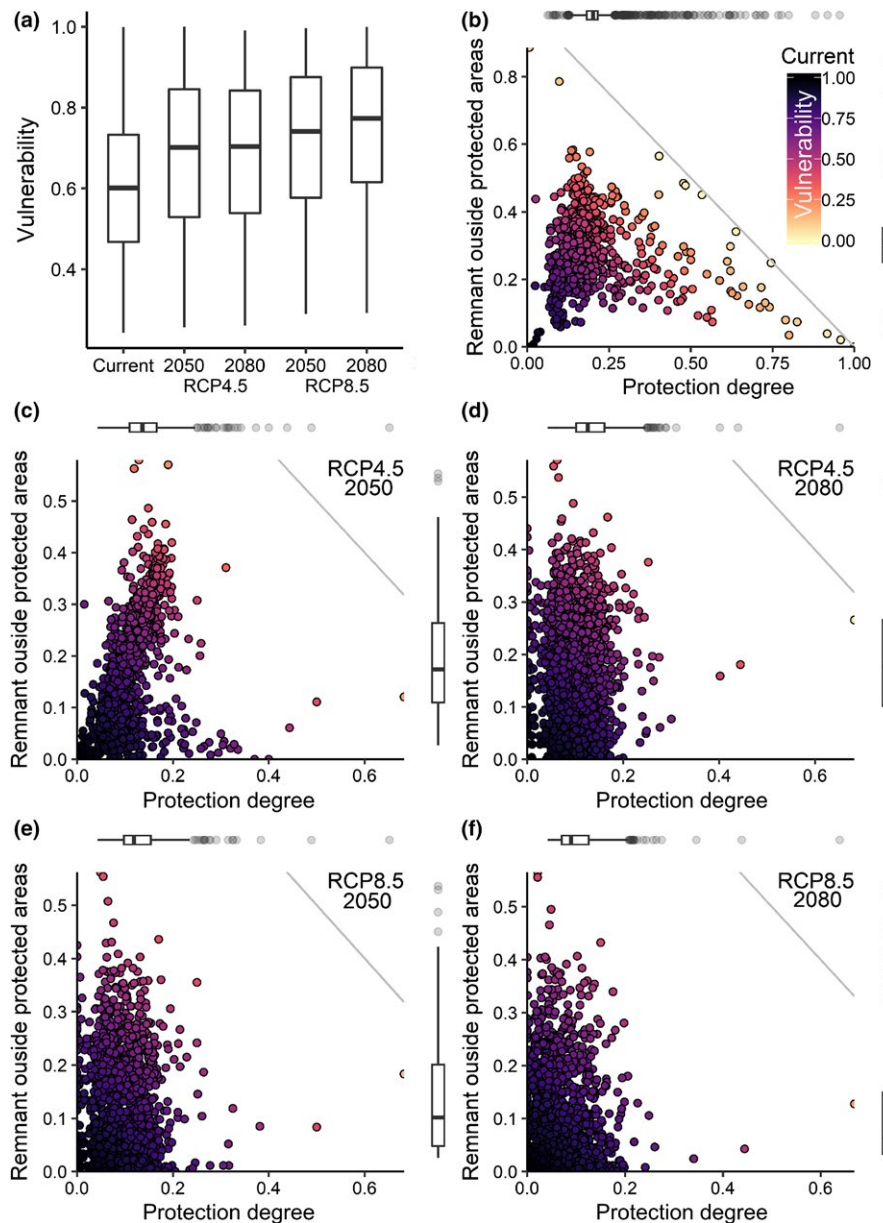 (a)
1.0
0.8
0.6
0.4
Vulnerability
Current
2050
2080
2050
2080
RCP4.5
RCP8.5
(b)
Remnant ouside protected areas
0.8
0.6
0.4
0.2
0.0
0.00
0.25
0.50
0.75
1.00
Protection degree
Current
Vulnerability
1.00
0.75
0.50
0.25
0.00
(c)
Remnant ouside protected areas
0.5
0.4
0.3
0.2
0.1
0.0
0.0
0.2
0.4
0.6
Protection degree
RCP4.5
2050
(d)
Remnant ouside protected areas
0.5
0.4
0.3
0.2
0.1
0.0
0.0
0.2
0.4
0.6
Protection degree
RCP4.5
2080
(e)
Remnant ouside protected areas
0.5
0.4
0.3
0.2
0.1
0.0
0.0
0.2
0.4
0.6
Protection degree
RCP8.5
2050
(f)
Remnant ouside protected areas
0.5
0.4
0.3
0.2
0.1
0.0
0.0
0.2
0.4
0.6
Protection degree
RCP8.5
2080